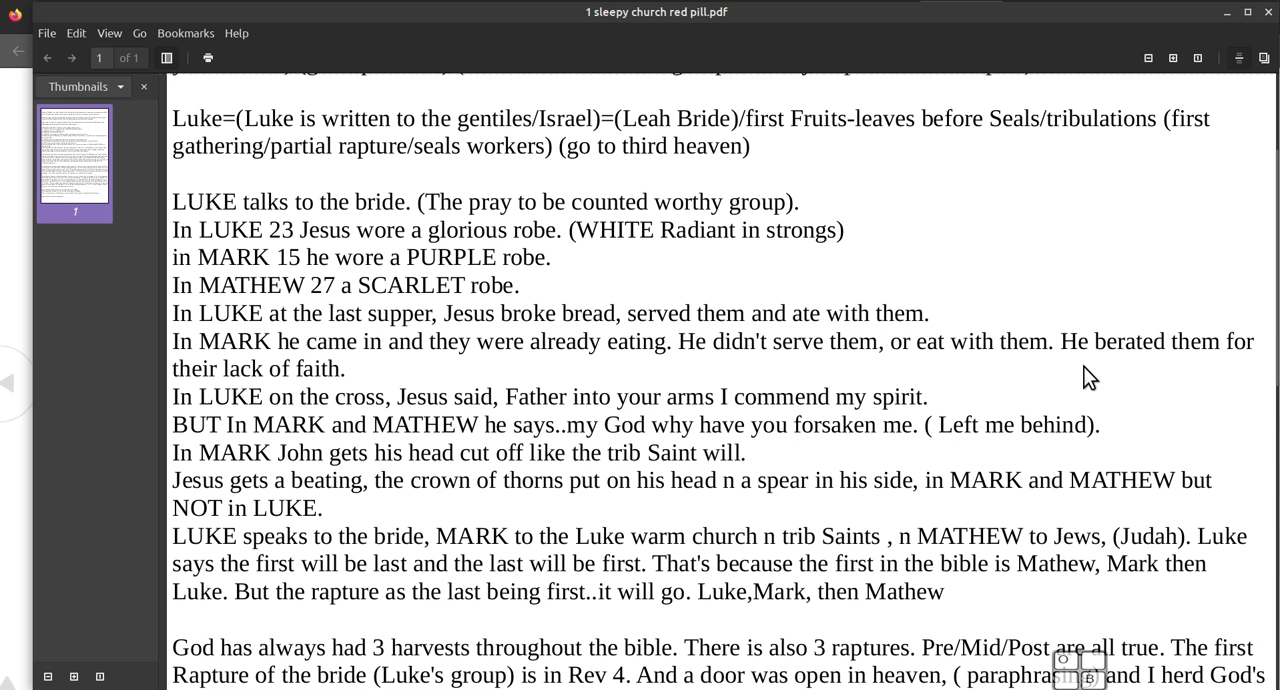 1 sleepy church red pill.pdf
File Edit View Go Bookmarks Help
1 of 1
Thumbnails
Luke=(Luke is written to the gentiles/Israel)=(Leah Bride)/first Fruits-leaves before Seals/tribulations (first
gathering/partial rapture/seals workers) (go to third heaven)
LUKE talks to the bride. (The pray to be counted worthy group).
In LUKE 23 Jesus wore a glorious robe. (WHITE Radiant in strongs)
in MARK 15 he wore a PURPLE robe.
In MATHEW 27 a SCARLET robe.
In LUKE at the last supper, Jesus broke bread, served them and ate with them.
In MARK he came in and they were already eating. He didn't serve them, or eat with them. He berated them for
their lack of faith.
In LUKE on the cross, Jesus said, Father into your arms I commend my spirit.
BUT In MARK and MATHEW he says..my God why have you forsaken me. ( Left me behind).
In MARK John gets his head cut off like the trib Saint will.
Jesus gets a beating, the crown of thorns put on his head n a spear in his side, in MARK and MATHEW but
NOT in LUKE.
LUKE speaks to the bride, MARK to the Luke warm church n trib Saints , n MATHEW to Jews, (Judah). Luke
says the first will be last and the last will be first. That's because the first in the bible is Mathew, Mark then
Luke. But the rapture as the last being first..it will go. Luke,Mark, then Mathew
God has always had 3 harvests throughout the bible. There is also 3 raptures. Pre/Mid/Post are all true. The first
Rapture of the bride (Luke's group) is in Rev 4. And a door was open in heaven, ( paraphrasing) and I herd God's
1